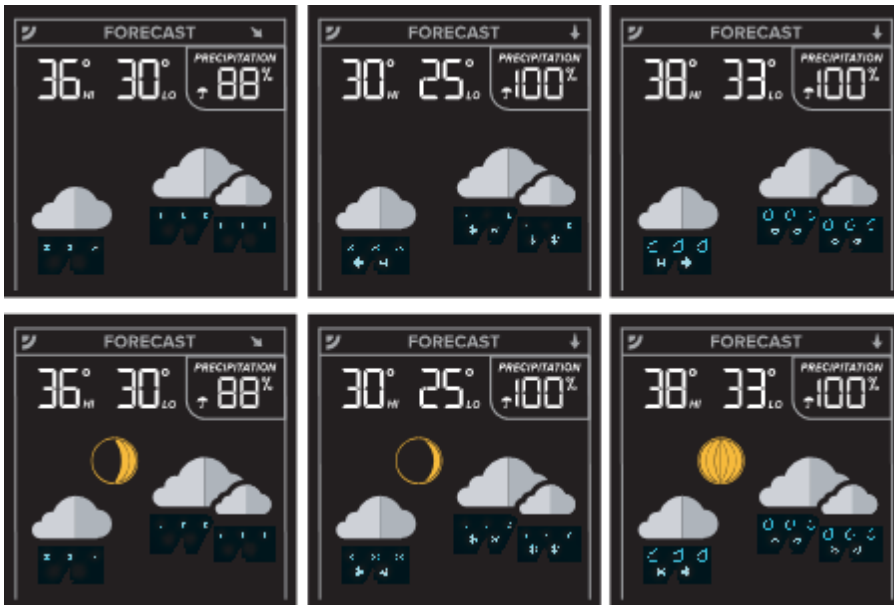 FORECAST
PRECIPITATION
36° HI 30° LO 88%
FORECAST
PRECIPITATION
30° HI 25° LO 100%
FORECAST
PRECIPITATION
38° HI 33° LO 100%
FORECAST
PRECIPITATION
36° HI 30° LO 88%
FORECAST
PRECIPITATION
30° HI 25° LO 100%
FORECAST
PRECIPITATION
38° HI 33° LO 100%